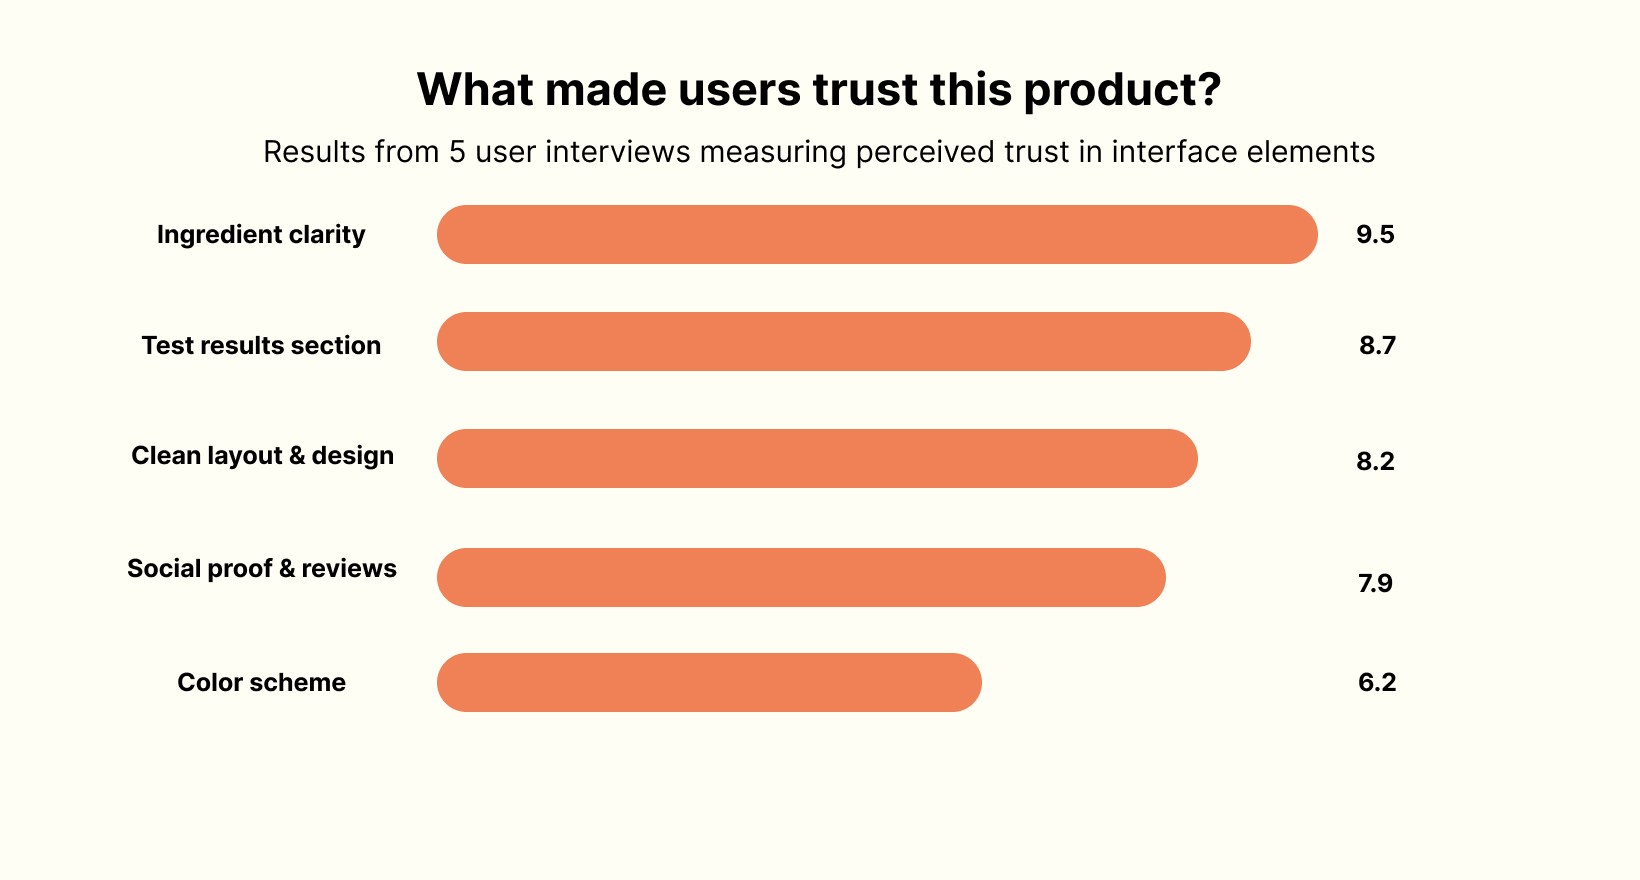 What made users trust this product?
Results from 5 user interviews measuring perceived trust in interface elements
Ingredient clarity 9.5
Test results section 8.7
Clean layout & design 8.2
Social proof & reviews 7.9
Color scheme 6.2